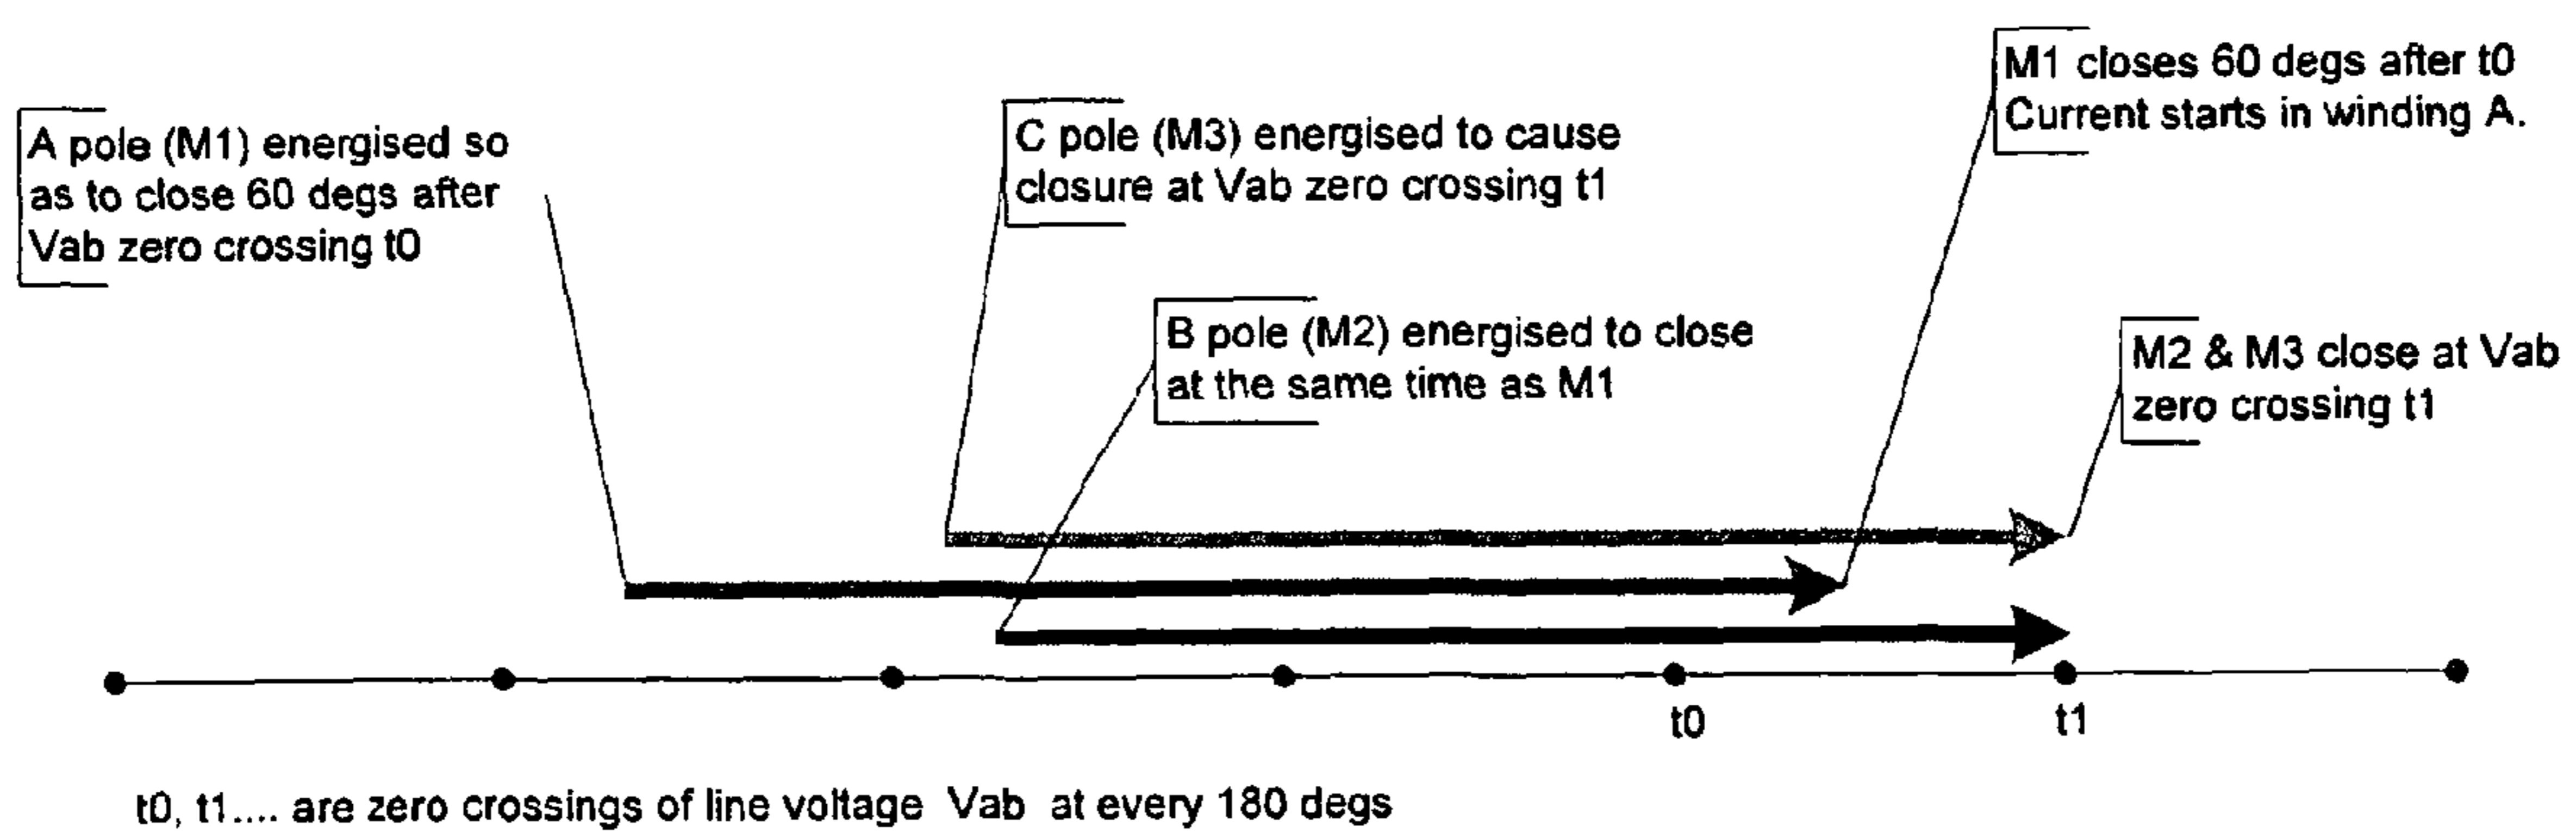 A pole (M1) energised so
as to close 60 degs after
Vab zero crossing t0
C pole (M3) energised to cause
closure at Vab zero crossing t1
M1 closes 60 degs after t0
Current starts in winding A.
B pole (M2) energised to close
at the same time as M1
M2 & M3 close at Vab
zero crossing t1
t0
t1
t0, t1.... are zero crossings of line voltage Vab at every 180 degs